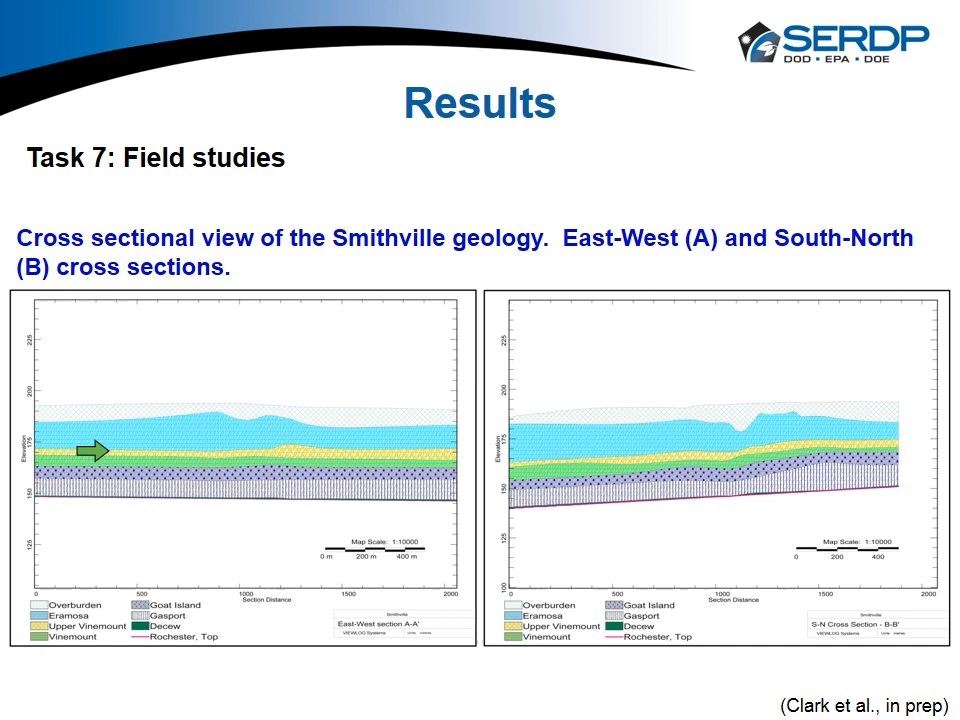 SERDP
DOD • EPA • DOE
Results
Task 7: Field studies
Cross sectional view of the Smithville geology.  East-West (A) and South-North
(B) cross sections.
225
200
175
150
125
Elevation
0
500
1000
1500
2000
Section Distance
Map Scale:  1:10000
0 m 200 m 400 m
Overburden
Eramosa
Upper Vinemount
Vinemount
Goat Island
Gasport
Decew
Rochester, Top
Smithville
East-West section A-A'
VIEWLOG Systems
Units metres
225
200
175
150
125
100
Elevation
0
500
1000
1500
2000
Section Distance
Map Scale:  1:10000
0 200 400
Overburden
Eramosa
Upper Vinemount
Vinemount
Goat Island
Gasport
Decew
Rochester, Top
Smithville
S-N Cross Section - B-B'
VIEWLOG Systems
Units metres
(Clark et al., in prep)